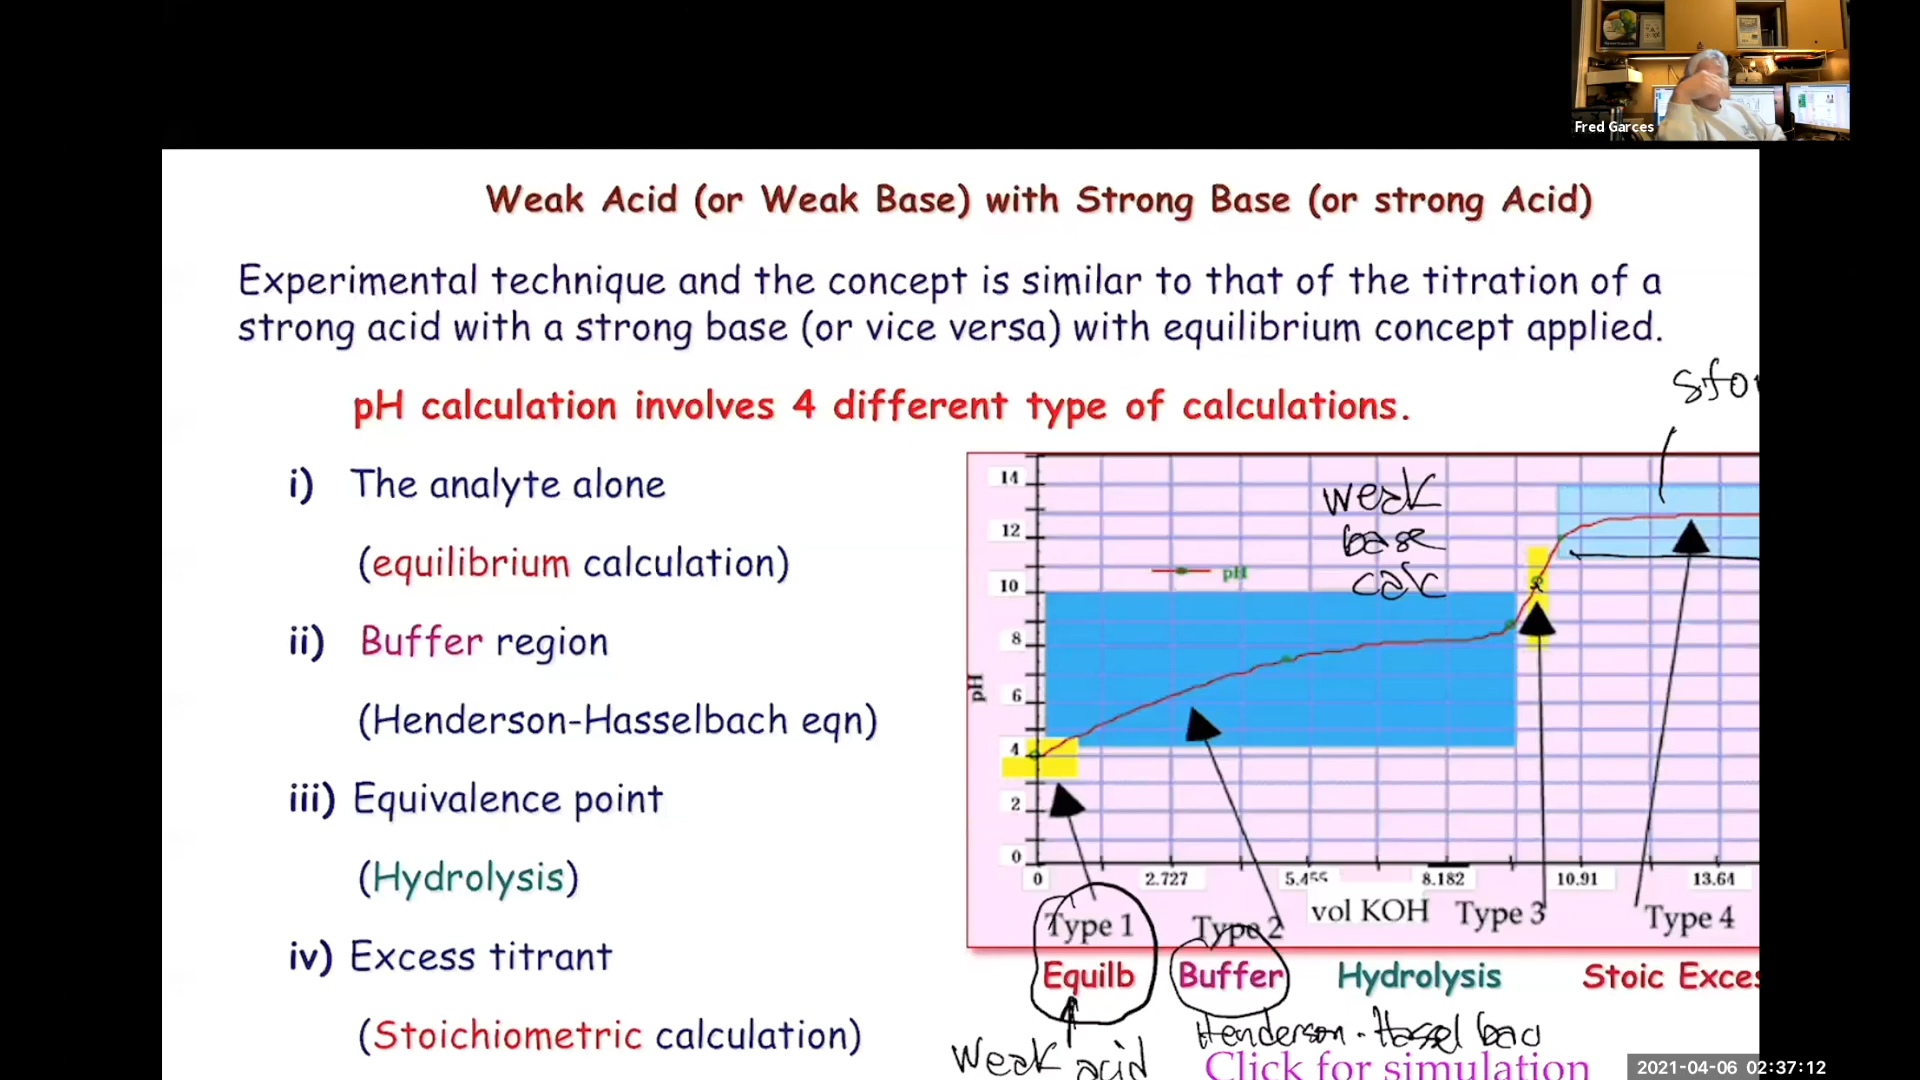 Fred Garces
Weak Acid (or Weak Base) with Strong Base (or strong Acid)
Experimental technique and the concept is similar to that of the titration of a
strong acid with a strong base (or vice versa) with equilibrium concept applied.
pH calculation involves 4 different type of calculations.
i) The analyte alone
(equilibrium calculation)
ii) Buffer region
(Henderson-Hasselbach eqn)
iii) Equivalence point
(Hydrolysis)
iv) Excess titrant
(Stoichiometric calculation)
weak
base
calc
pH
14
12
10
8
6
4
2
0
pH
0 2.727 5.455 8.182 10.91 13.64
vol KOH
Type 1 Type 2 Type 3 Type 4
Equilb Buffer Hydrolysis Stoic Exces
Henderson-Hasselbac
Weak acid
Click for simulation
2021-04-06 02:37:12